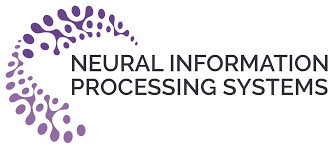 NEURAL INFORMATION
PROCESSING SYSTEMS